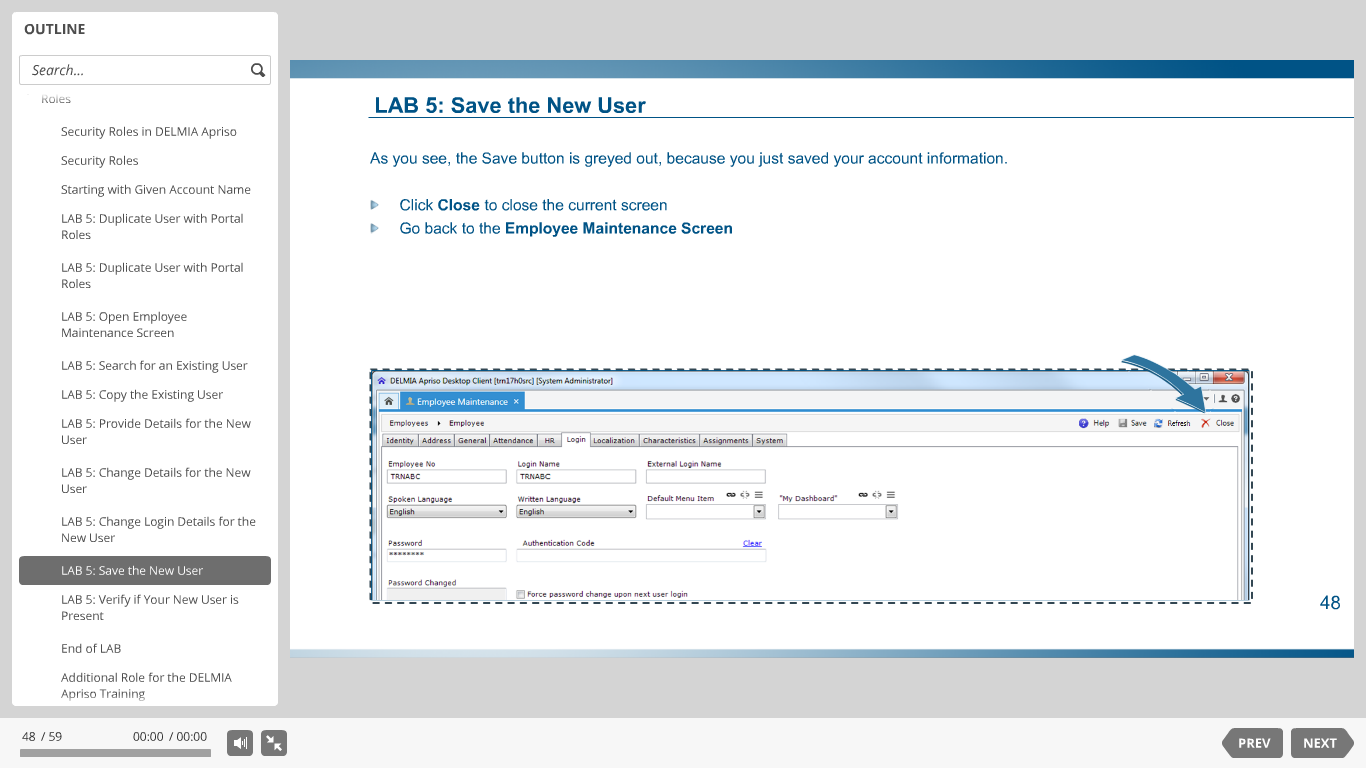 OUTLINE
Search...
Roles
Security Roles in DELMIA Apriso
Security Roles
Starting with Given Account Name
LAB 5: Duplicate User with Portal
Roles
LAB 5: Duplicate User with Portal
Roles
LAB 5: Open Employee
Maintenance Screen
LAB 5: Search for an Existing User
LAB 5: Copy the Existing User
LAB 5: Provide Details for the New
User
LAB 5: Change Details for the New
User
LAB 5: Change Login Details for the
New User
LAB 5: Save the New User
LAB 5: Verify if Your New User is
Present
End of LAB
Additional Role for the DELMIA
Apriso Training
LAB 5: Save the New User
As you see, the Save button is greyed out, because you just saved your account information.
Click Close to close the current screen
Go back to the Employee Maintenance Screen
DELMIA Apriso Desktop Client [trn17h0src] [System Administrator]
Employee Maintenance
Employees Employee
Help Save Refresh Close
Identity Address General Attendance HR Login Localization Characteristics Assignments System
Employee No Login Name External Login Name
TRNABC TRNABC
Spoken Language Written Language Default Menu Item "My Dashboard"
English English
Password Authentication Code Clear
********
Password Changed
Force password change upon next user login
48
48 / 59 00:00 / 00:00
PREV NEXT